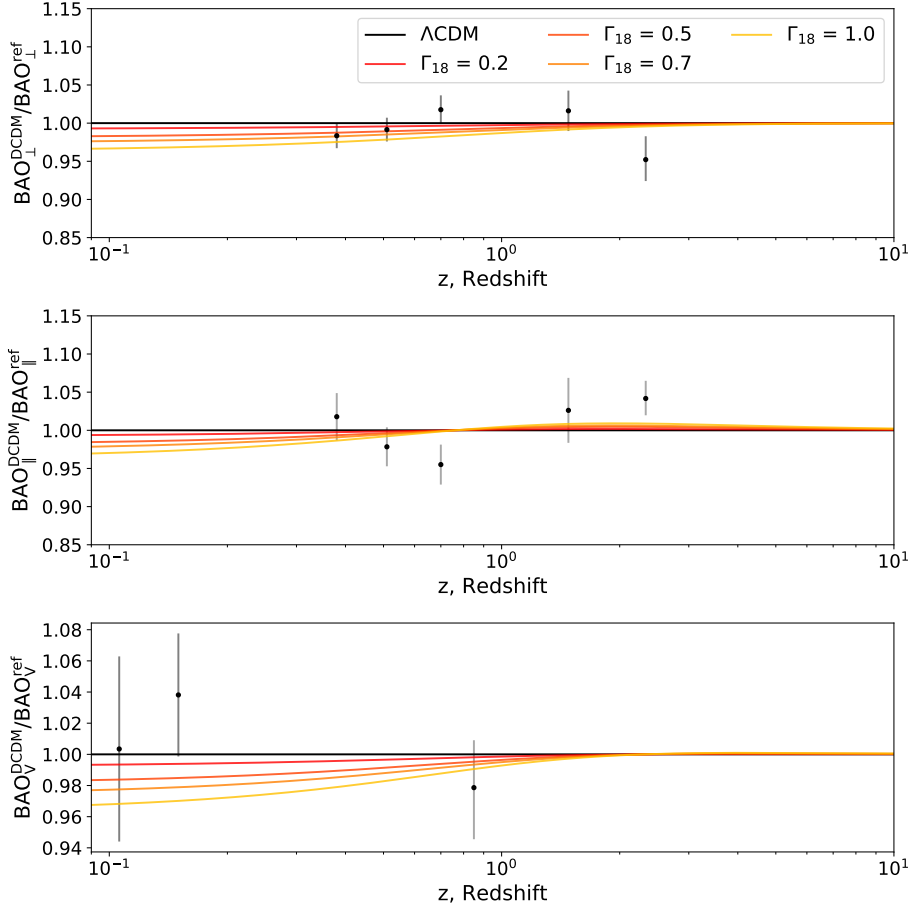 1.15
1.10
1.05
1.00
0.95
0.90
0.85
BAO⊥^DCDM/BAO⊥^ref
ΛCDM
Γ₁₈ = 0.2
Γ₁₈ = 0.5
Γ₁₈ = 0.7
Γ₁₈ = 1.0
10⁻¹ 10⁰ 10¹
z, Redshift
1.15
1.10
1.05
1.00
0.95
0.90
0.85
BAO∥^DCDM/BAO∥^ref
10⁻¹ 10⁰ 10¹
z, Redshift
1.08
1.06
1.04
1.02
1.00
0.98
0.96
0.94
BAO_V^DCDM/BAO_V^ref
10⁻¹ 10⁰ 10¹
z, Redshift